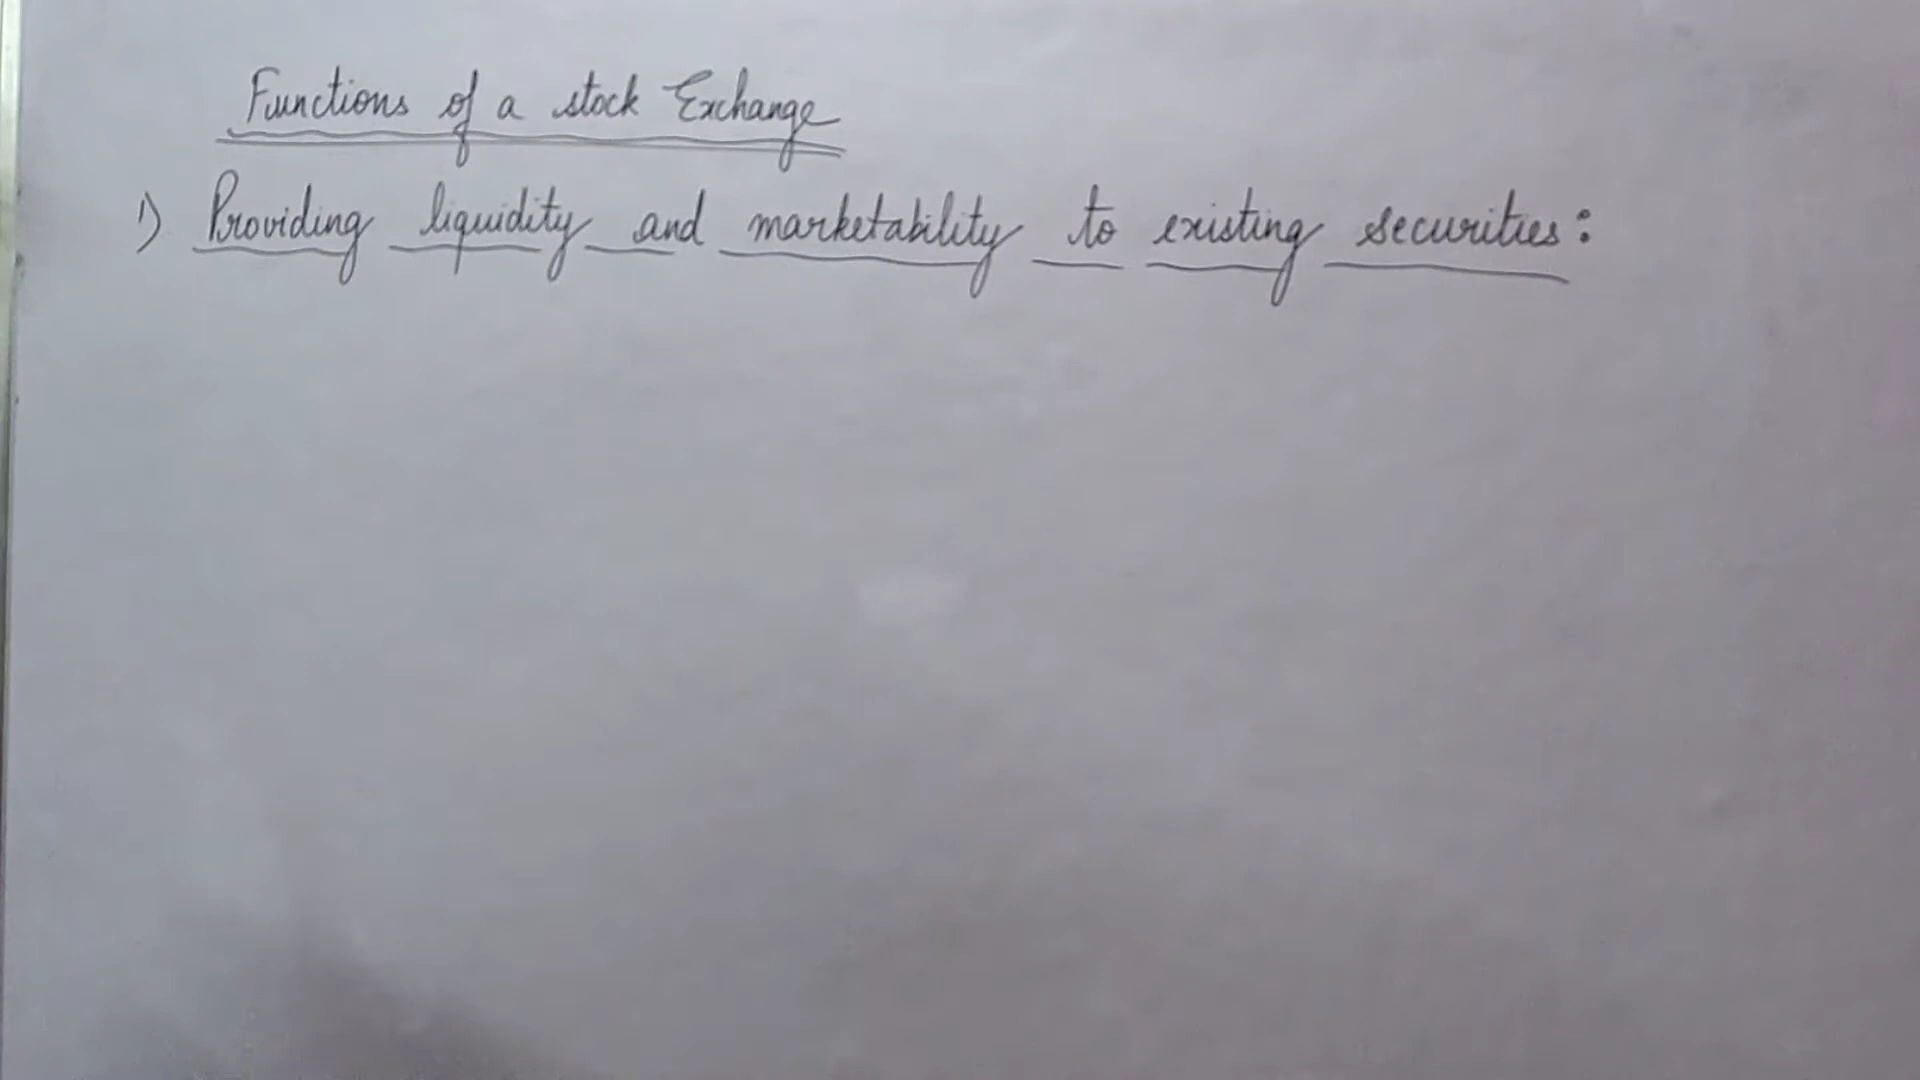 Functions of a stock Exchange
1) Providing liquidity and marketability to existing securities: